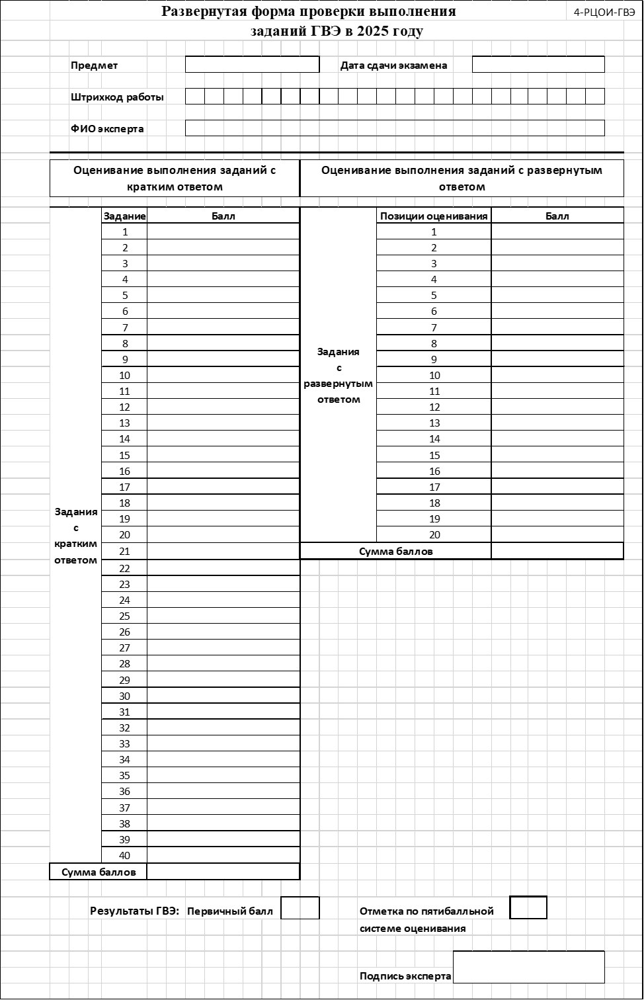 Развернутая форма проверки выполнения
4-РЦОИ-ГВЭ
заданий ГВЭ в 2025 году
Предмет
Дата сдачи экзамена
Штрихкод работы
ФИО эксперта
Оценивание выполнения заданий с
кратким ответом
Оценивание выполнения заданий с развернутым
ответом
Задание Балл
1
2
3
4
5
6
7
8
9
10
11
12
13
14
15
16
17
18
19
20
21
22
23
24
25
26
27
28
29
30
31
32
33
34
35
36
37
38
39
40
Задания
с
кратким
ответом
Сумма баллов
Позиции оценивания Балл
1
2
3
4
5
6
7
8
9
10
11
12
13
14
15
16
17
18
19
20
Задания
с
развернутым
ответом
Сумма баллов
Результаты ГВЭ: Первичный балл
Отметка по пятибалльной
системе оценивания
Подпись эксперта